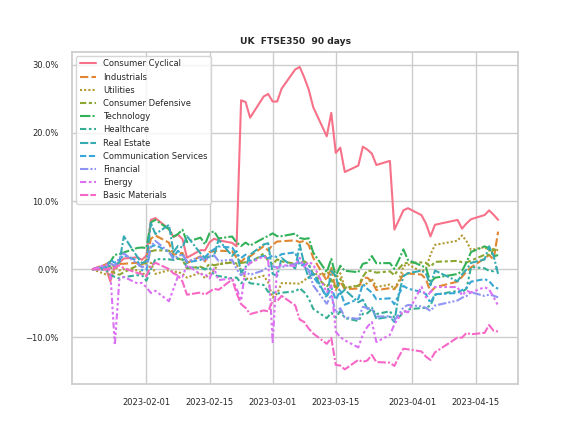 UK  FTSE350  90 days
30.0%
20.0%
10.0%
0.0%
−10.0%
Consumer Cyclical
Industrials
Utilities
Consumer Defensive
Technology
Healthcare
Real Estate
Communication Services
Financial
Energy
Basic Materials
2023-02-01 2023-02-15 2023-03-01 2023-03-15 2023-04-01 2023-04-15